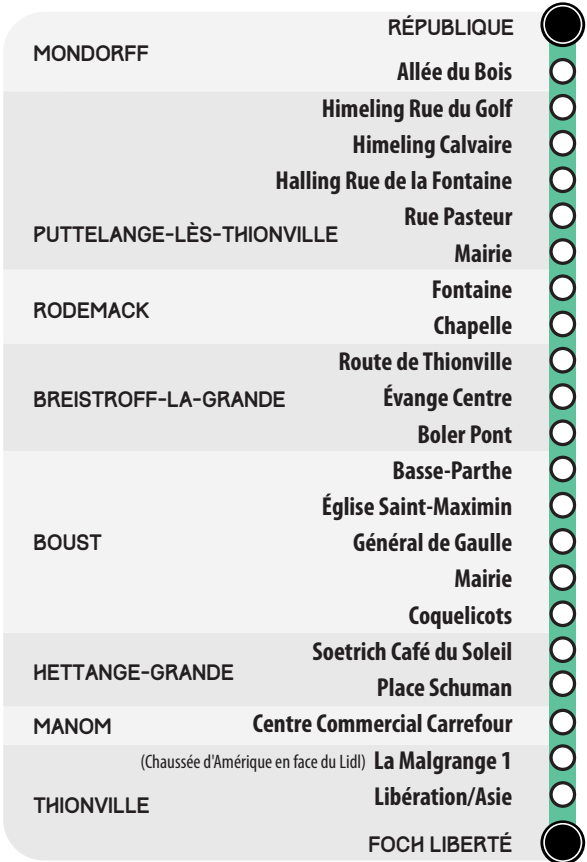 RÉPUBLIQUE
MONDORFF
Allée du Bois
Himeling Rue du Golf
Himeling Calvaire
Halling Rue de la Fontaine
Rue Pasteur
PUTTELANGE-LÈS-THIONVILLE
Mairie
Fontaine
RODEMACK
Chapelle
Route de Thionville
BREISTROFF-LA-GRANDE Évange Centre
Boler Pont
Basse-Parthe
Église Saint-Maximin
BOUST Général de Gaulle
Mairie
Coquelicots
Soetrich Café du Soleil
HETTANGE-GRANDE
Place Schuman
MANOM Centre Commercial Carrefour
(Chaussée d'Amérique en face du Lidl) La Malgrange 1
THIONVILLE Libération/Asie
FOCH LIBERTÉ